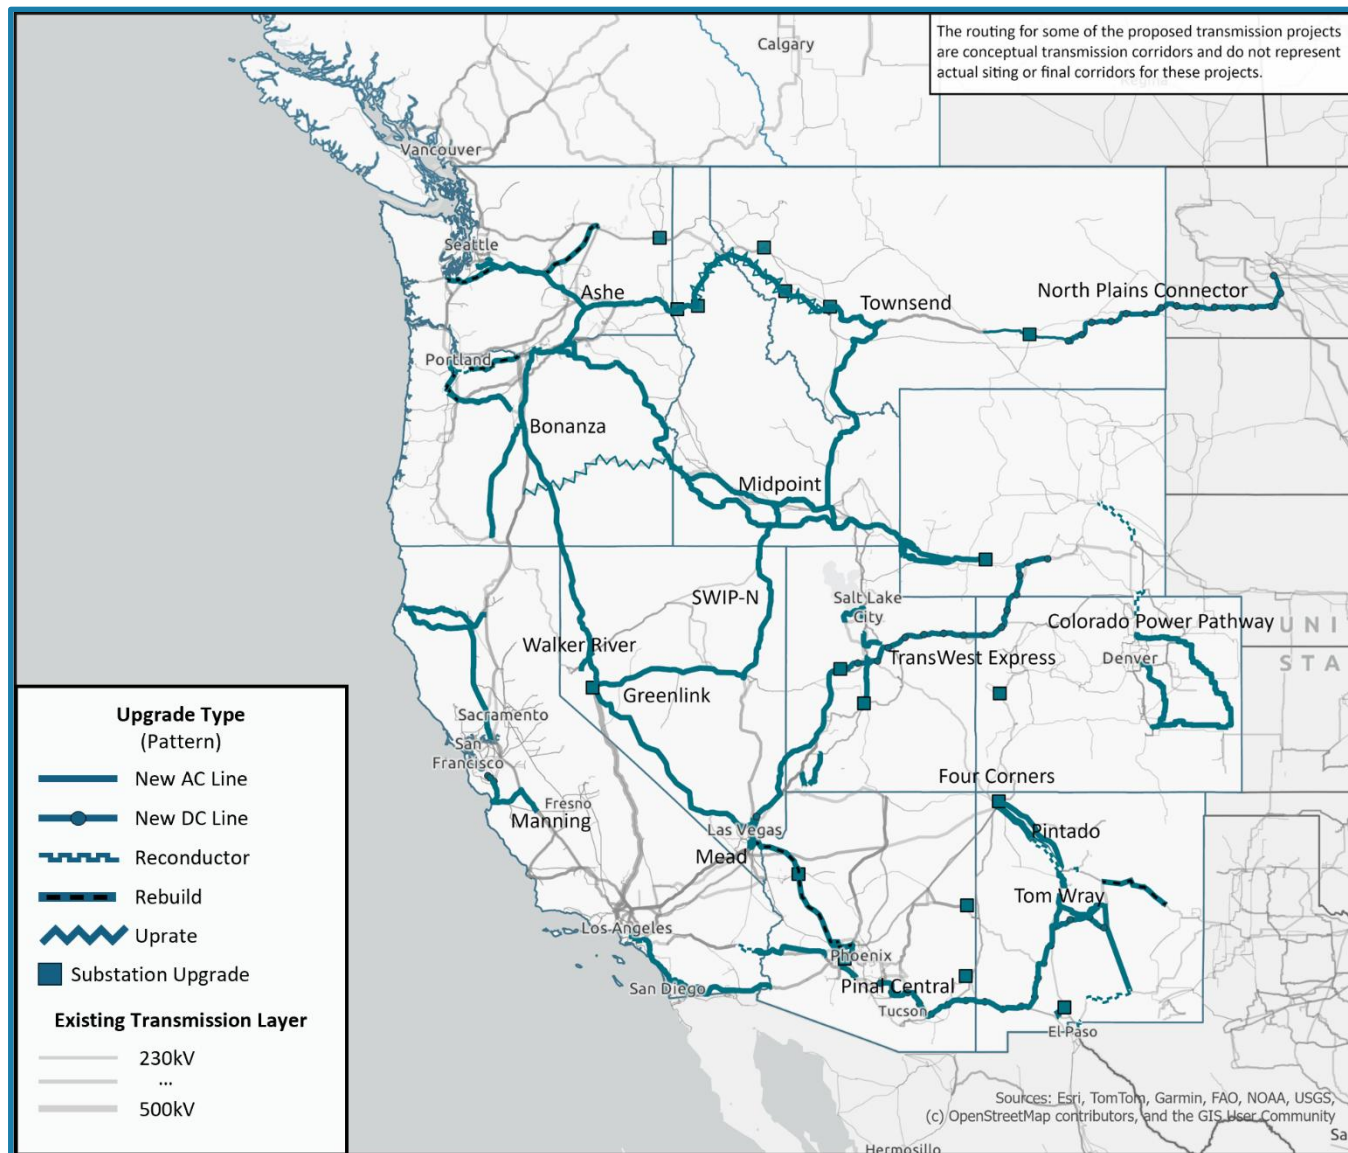 The routing for some of the proposed transmission projects
are conceptual transmission corridors and do not represent
actual siting or final corridors for these projects.
Calgary
Vancouver
Seattle
Ashe
Townsend
North Plains Connector
Portland
Bonanza
Midpoint
SWIP-N
Salt Lake
City
Walker River
Greenlink
TransWest Express
Colorado Power Pathway
UNI
STA
Denver
Sacramento
San
Francisco
Fresno
Manning
Four Corners
Pintado
Las Vegas
Mead
Tom Wray
Los Angeles
Phoenix
San Diego
Pinal Central
Tucson
El Paso
Hermosillo
Sa
Upgrade Type
(Pattern)
New AC Line
New DC Line
Reconductor
Rebuild
Uprate
Substation Upgrade
Existing Transmission Layer
230kV
...
500kV
Sources: Esri, TomTom, Garmin, FAO, NOAA, USGS,
(c) OpenStreetMap contributors, and the GIS User Community